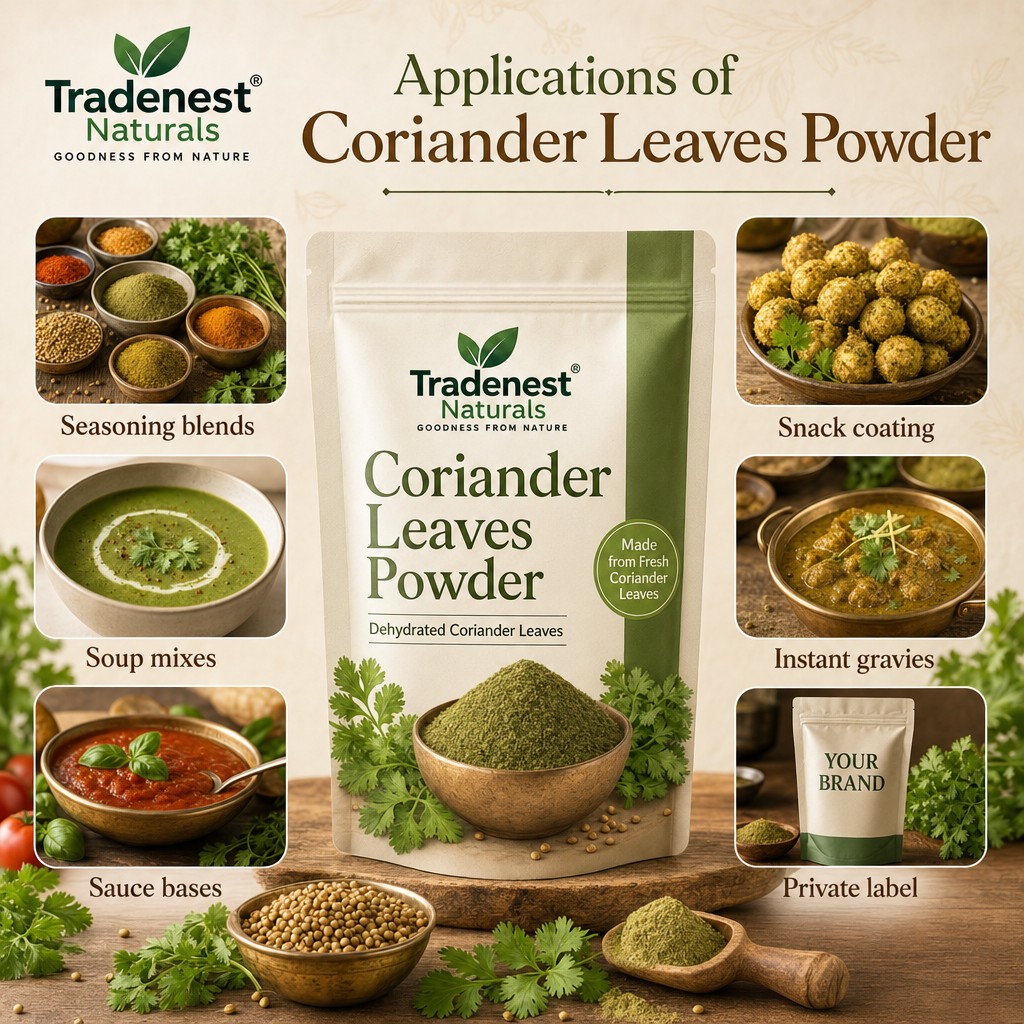 Tradenest®
Naturals
GOODNESS FROM NATURE
Applications of
Coriander Leaves Powder
Seasoning blends
Soup mixes
Sauce bases
Tradenest®
Naturals
GOODNESS FROM NATURE
Coriander
Leaves
Powder
Dehydrated Coriander Leaves
Made
from Fresh
Coriander
Leaves
Snack coating
Instant gravies
YOUR
BRAND
Private label